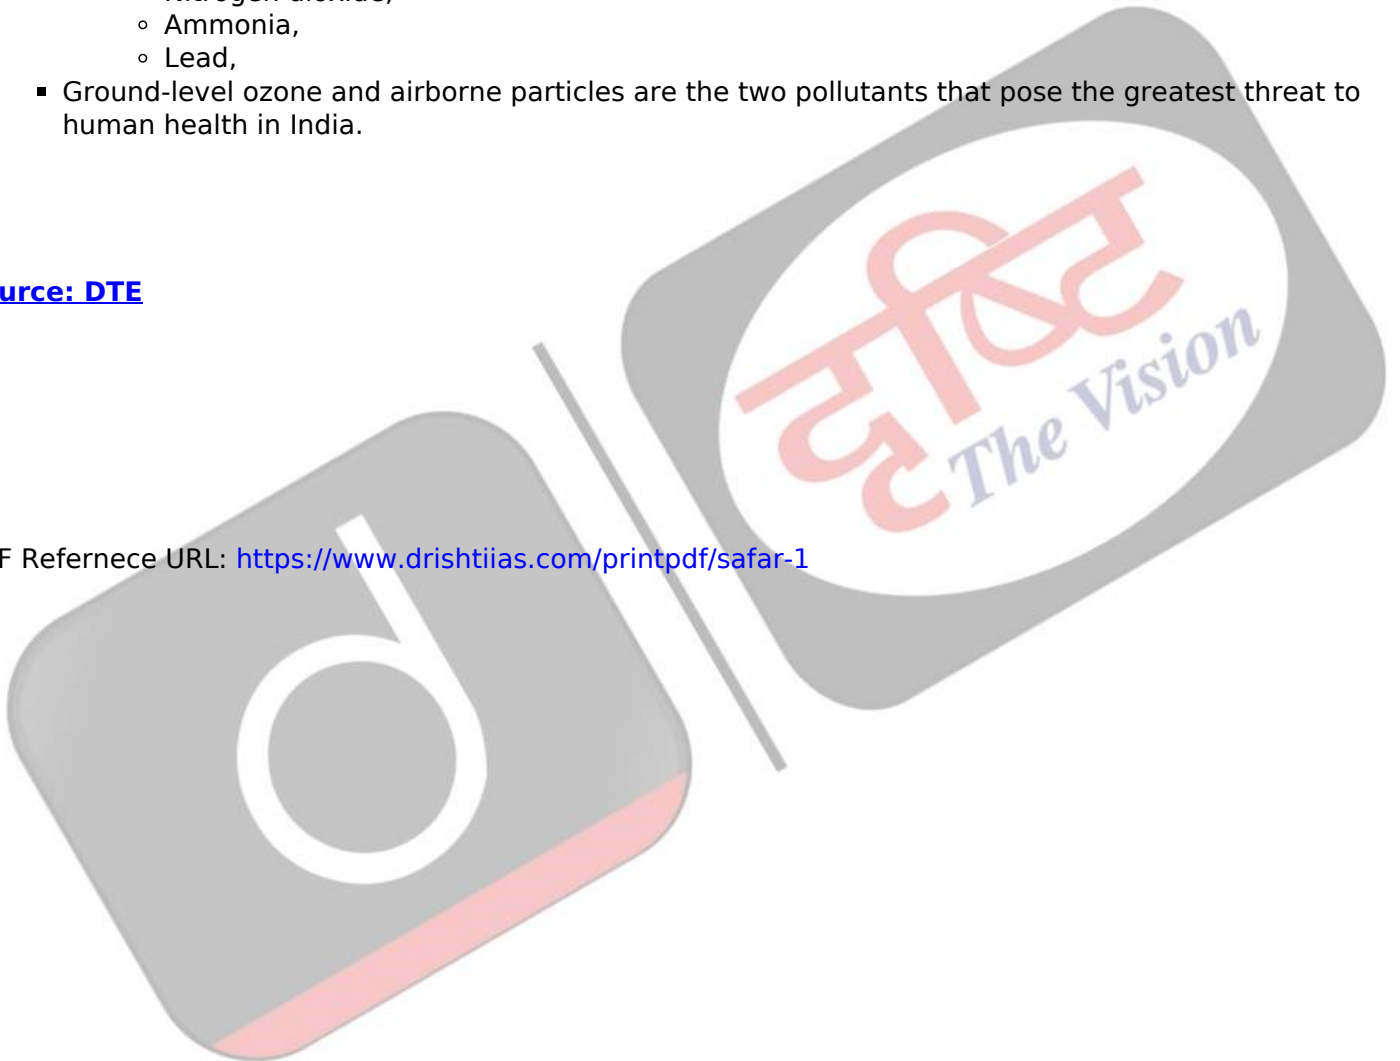 Ammonia,
Lead,
Ground-level ozone and airborne particles are the two pollutants that pose the greatest threat to
human health in India.
urce: DTE
दृष्टि
The Vision
F Refernece URL: https://www.drishtiias.com/printpdf/safar-1
d